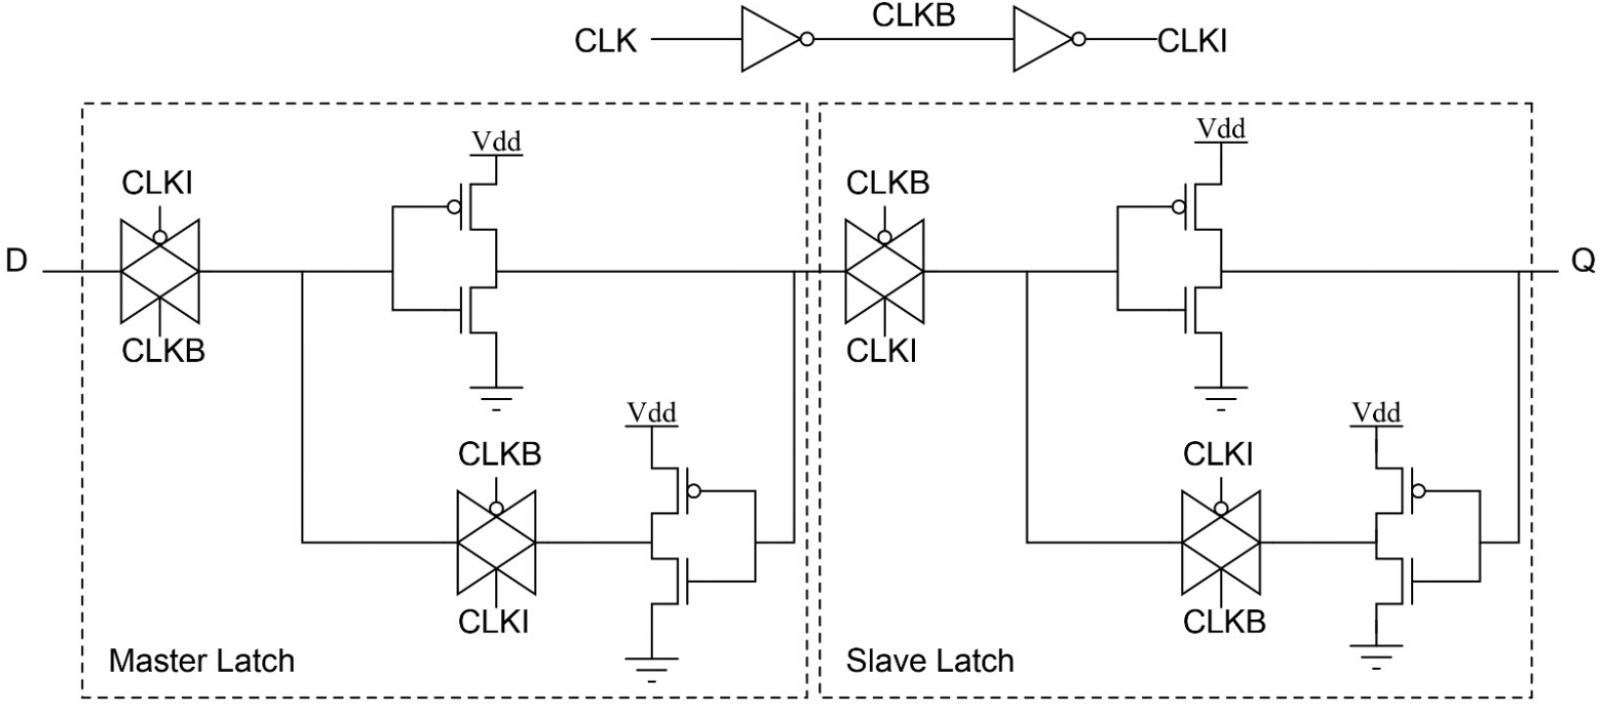 CLK CLKB CLKI
Vdd Vdd
CLKI CLKB
D Q
CLKB CLKI
Vdd Vdd
CLKB CLKI
CLKI CLKB
Master Latch Slave Latch